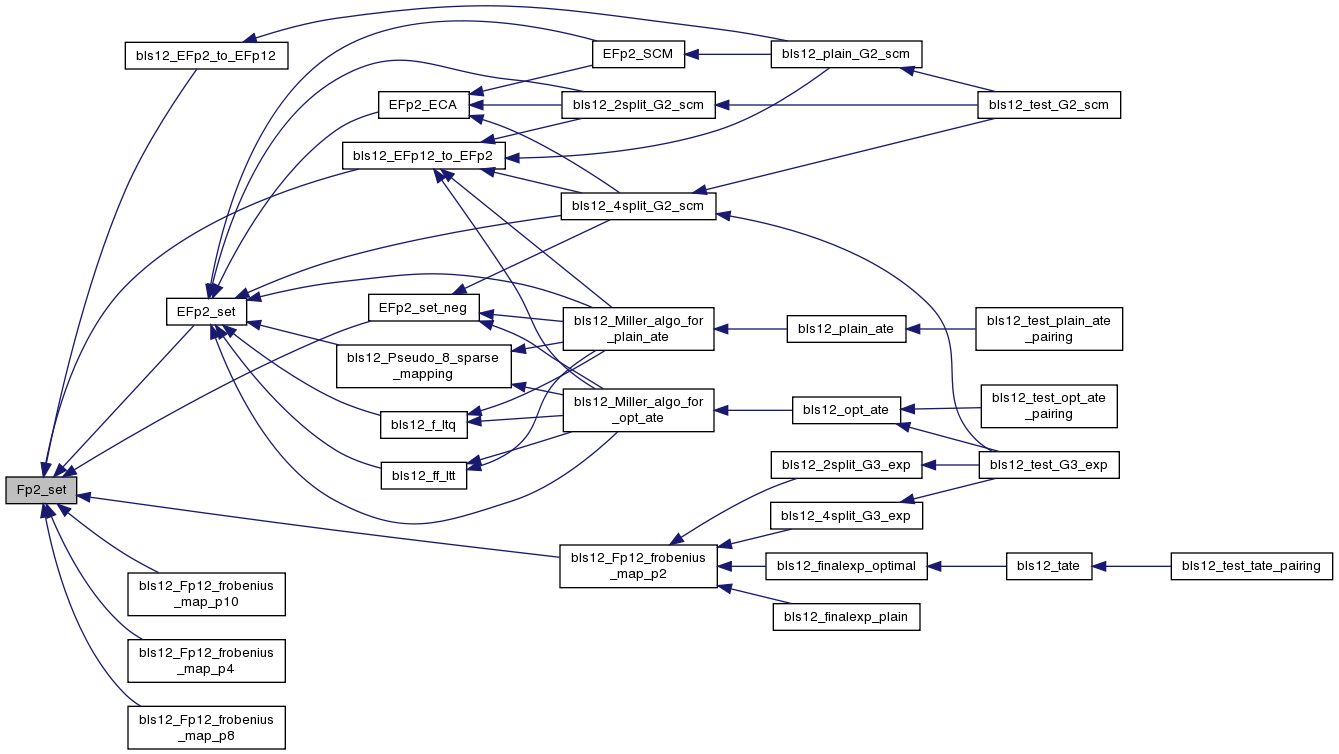 bls12_EFp2_to_EFp12
EFp2_SCM
bls12_plain_G2_scm
EFp2_ECA
bls12_2split_G2_scm
bls12_test_G2_scm
bls12_EFp12_to_EFp2
bls12_4split_G2_scm
EFp2_set
EFp2_set_neg
bls12_Miller_algo_for
_plain_ate
bls12_plain_ate
bls12_test_plain_ate
_pairing
bls12_Pseudo_8_sparse
_mapping
bls12_Miller_algo_for
_opt_ate
bls12_opt_ate
bls12_test_opt_ate
_pairing
bls12_f_ltq
bls12_ff_ltt
bls12_2split_G3_exp
bls12_test_G3_exp
Fp2_set
bls12_4split_G3_exp
bls12_Fp12_frobenius
_map_p2
bls12_finalexp_optimal
bls12_tate
bls12_test_tate_pairing
bls12_Fp12_frobenius
_map_p10
bls12_finalexp_plain
bls12_Fp12_frobenius
_map_p4
bls12_Fp12_frobenius
_map_p8